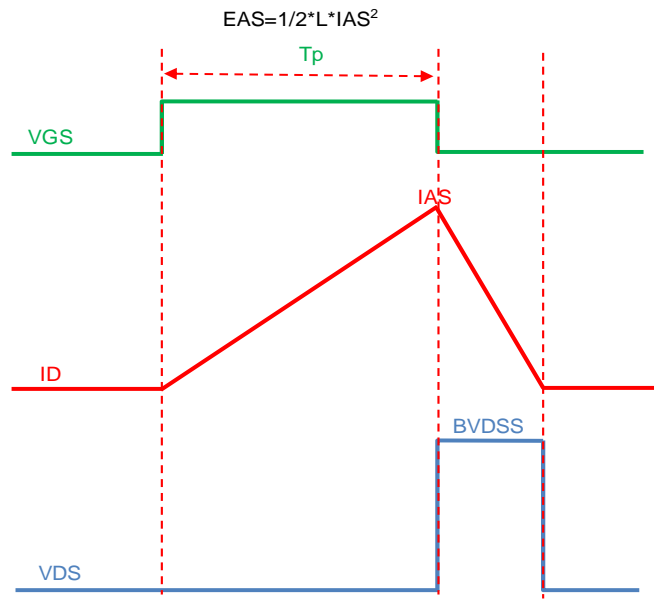 EAS=1/2*L*IAS²
Tp
VGS
IAS
ID
BVDSS
VDS